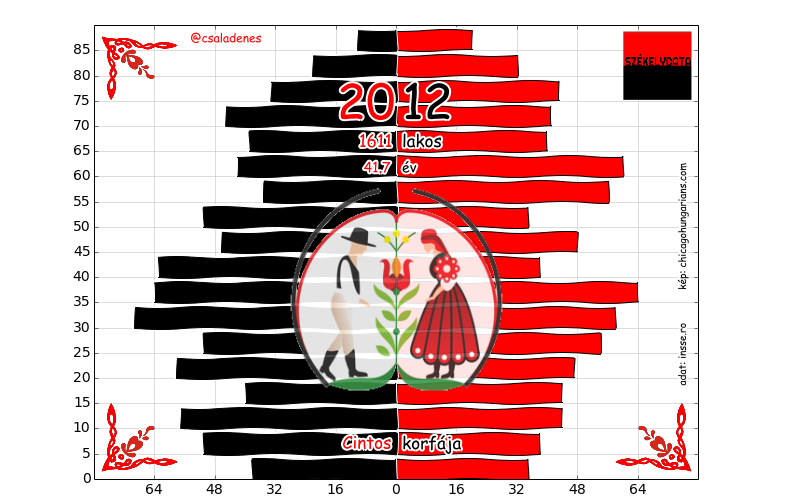 @csaladenes
SZÉKELYDATA
2012
1611 lakos
41.7 év
kép: chicagohungarians.com
adat: insse.ro
Cintos korfája
85
80
75
70
65
60
55
50
45
40
35
30
25
20
15
10
5
0
64 48 32 16 0 16 32 48 64